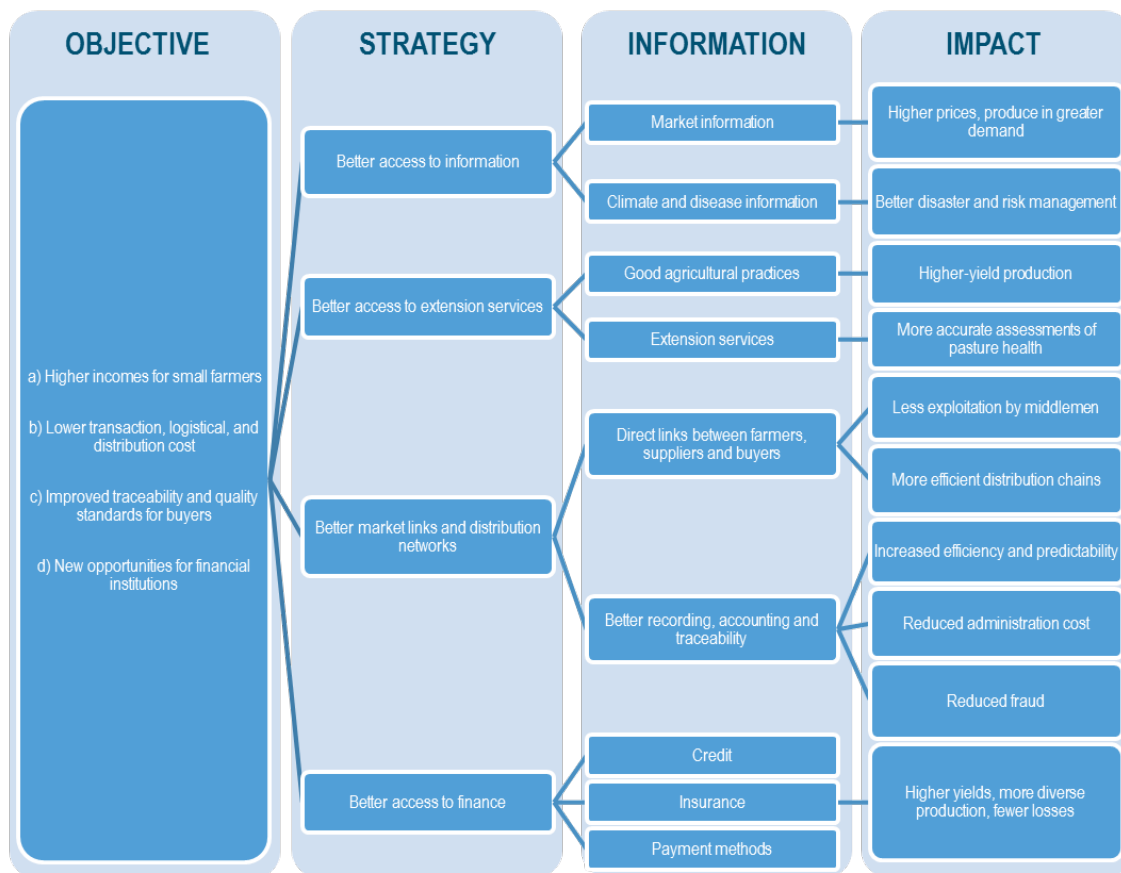 OBJECTIVE
a) Higher incomes for small farmers
b) Lower transaction, logistical, and
distribution cost
c) Improved traceability and quality
standards for buyers
d) New opportunities for financial
institutions
STRATEGY
Better access to information
Better access to extension services
Better market links and distribution
networks
Better access to finance
INFORMATION
Market information
Climate and disease information
Good agricultural practices
Extension services
Direct links between farmers,
suppliers and buyers
Better recording, accounting and
traceability
Credit
Insurance
Payment methods
IMPACT
Higher prices, produce in greater
demand
Better disaster and risk management
Higher-yield production
More accurate assessments of
pasture health
Less exploitation by middlemen
More efficient distribution chains
Increased efficiency and predictability
Reduced administration cost
Reduced fraud
Higher yields, more diverse
production, fewer losses